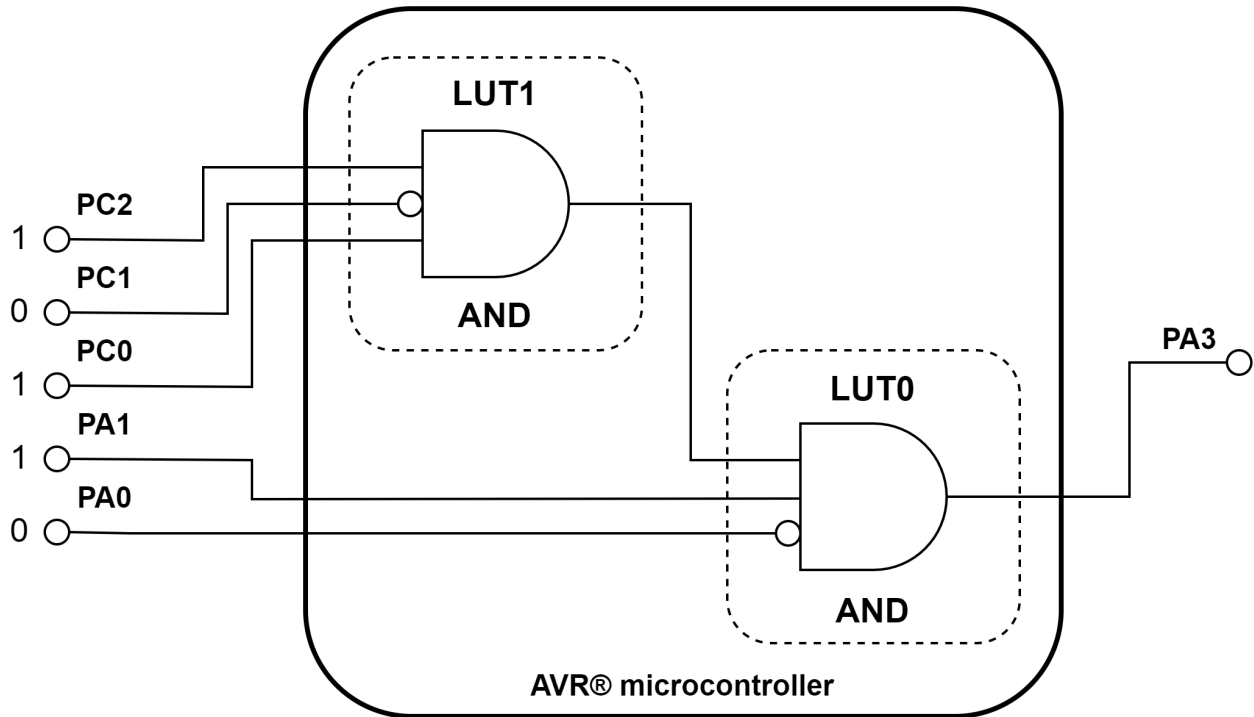 LUT1
AND
PC2
1
PC1
0
PC0
1
PA1
1
PA0
0
LUT0
AND
PA3
AVR® microcontroller